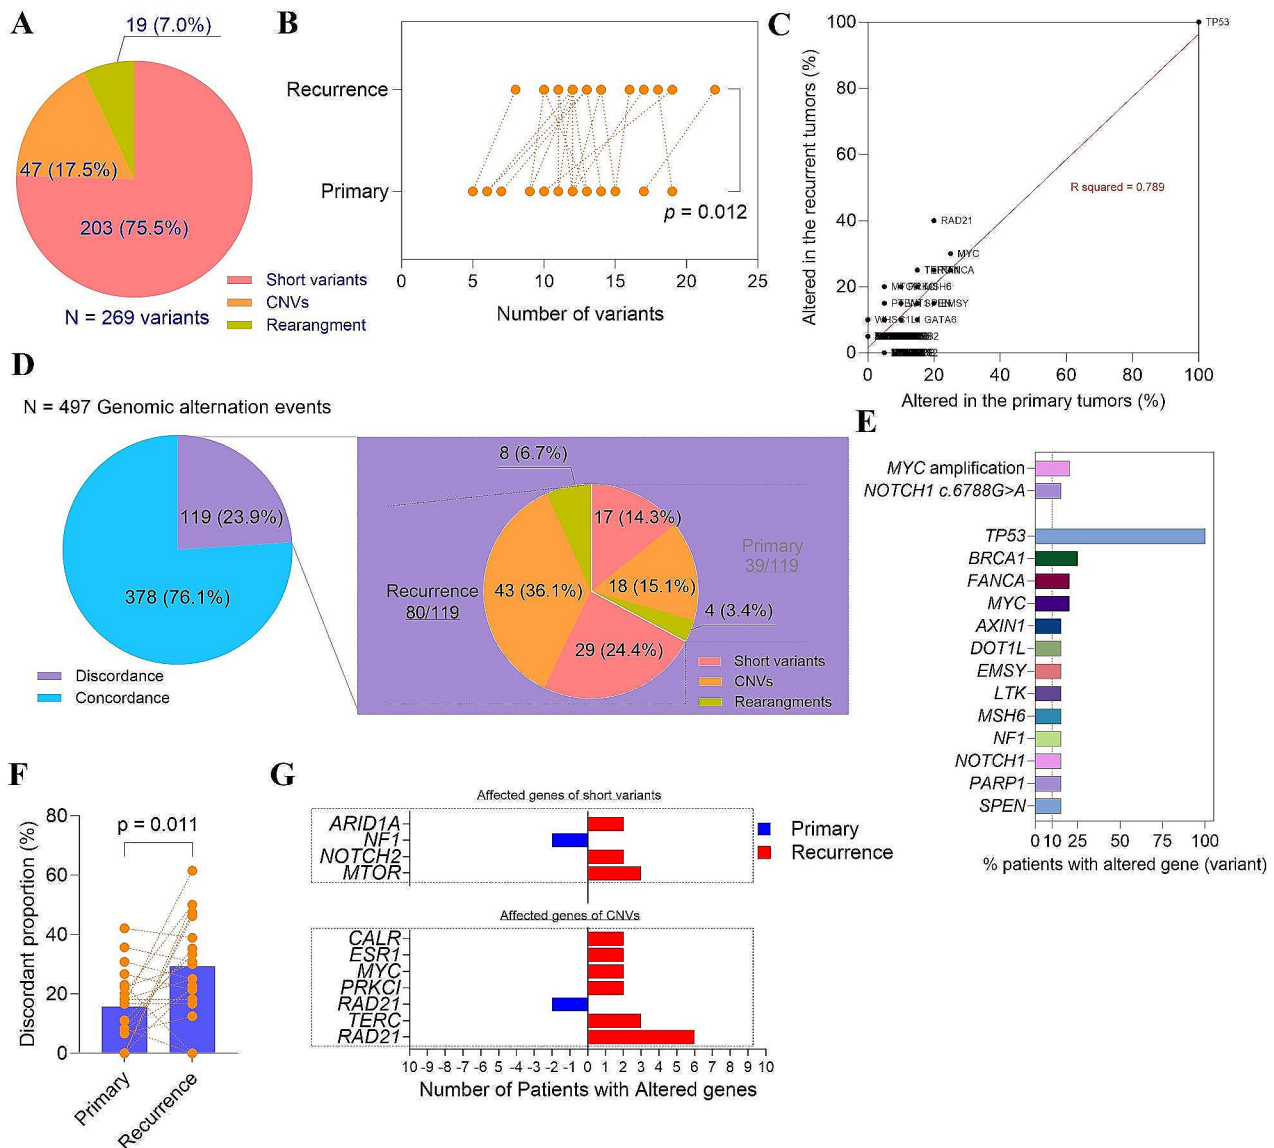 A
19 (7.0%)
47 (17.5%)
203 (75.5%)
Short variants
CNVs
Rearangment
N = 269 variants
B
Recurrence
Primary
p = 0.012
0 5 10 15 20 25
Number of variants
C
Altered in the recurrent tumors (%)
100
80
60
40
20
0
TP53
R squared = 0.789
RAD21
MYC
EMSY
GATA6
0 20 40 60 80 100
Altered in the primary tumors (%)
D
N = 497 Genomic alternation events
119 (23.9%)
378 (76.1%)
Discordance
Concordance
8 (6.7%)
17 (14.3%)
Primary
39/119
Recurrence
80/119
43 (36.1%)
18 (15.1%)
4 (3.4%)
29 (24.4%)
Short variants
CNVs
Rearangments
E
MYC amplification
NOTCH1 c.6788G>A
TP53
BRCA1
FANCA
MYC
AXIN1
DOT1L
EMSY
LTK
MSH6
NF1
NOTCH1
PARP1
SPEN
0 10 25 50 75 100
% patients with altered gene (variant)
F
Discordant proportion (%)
80
60
40
20
0
p = 0.011
Primary
Recurrence
G
Affected genes of short variants
ARID1A
NF1
NOTCH2
MTOR
Primary
Recurrence
Affected genes of CNVs
CALR
ESR1
MYC
PRKCI
RAD21
TERC
RAD21
10 -9 -8 -7 -6 -5 -4 -3 -2 -1 0 1 2 3 4 5 6 7 8 9 10
Number of Patients with Altered genes